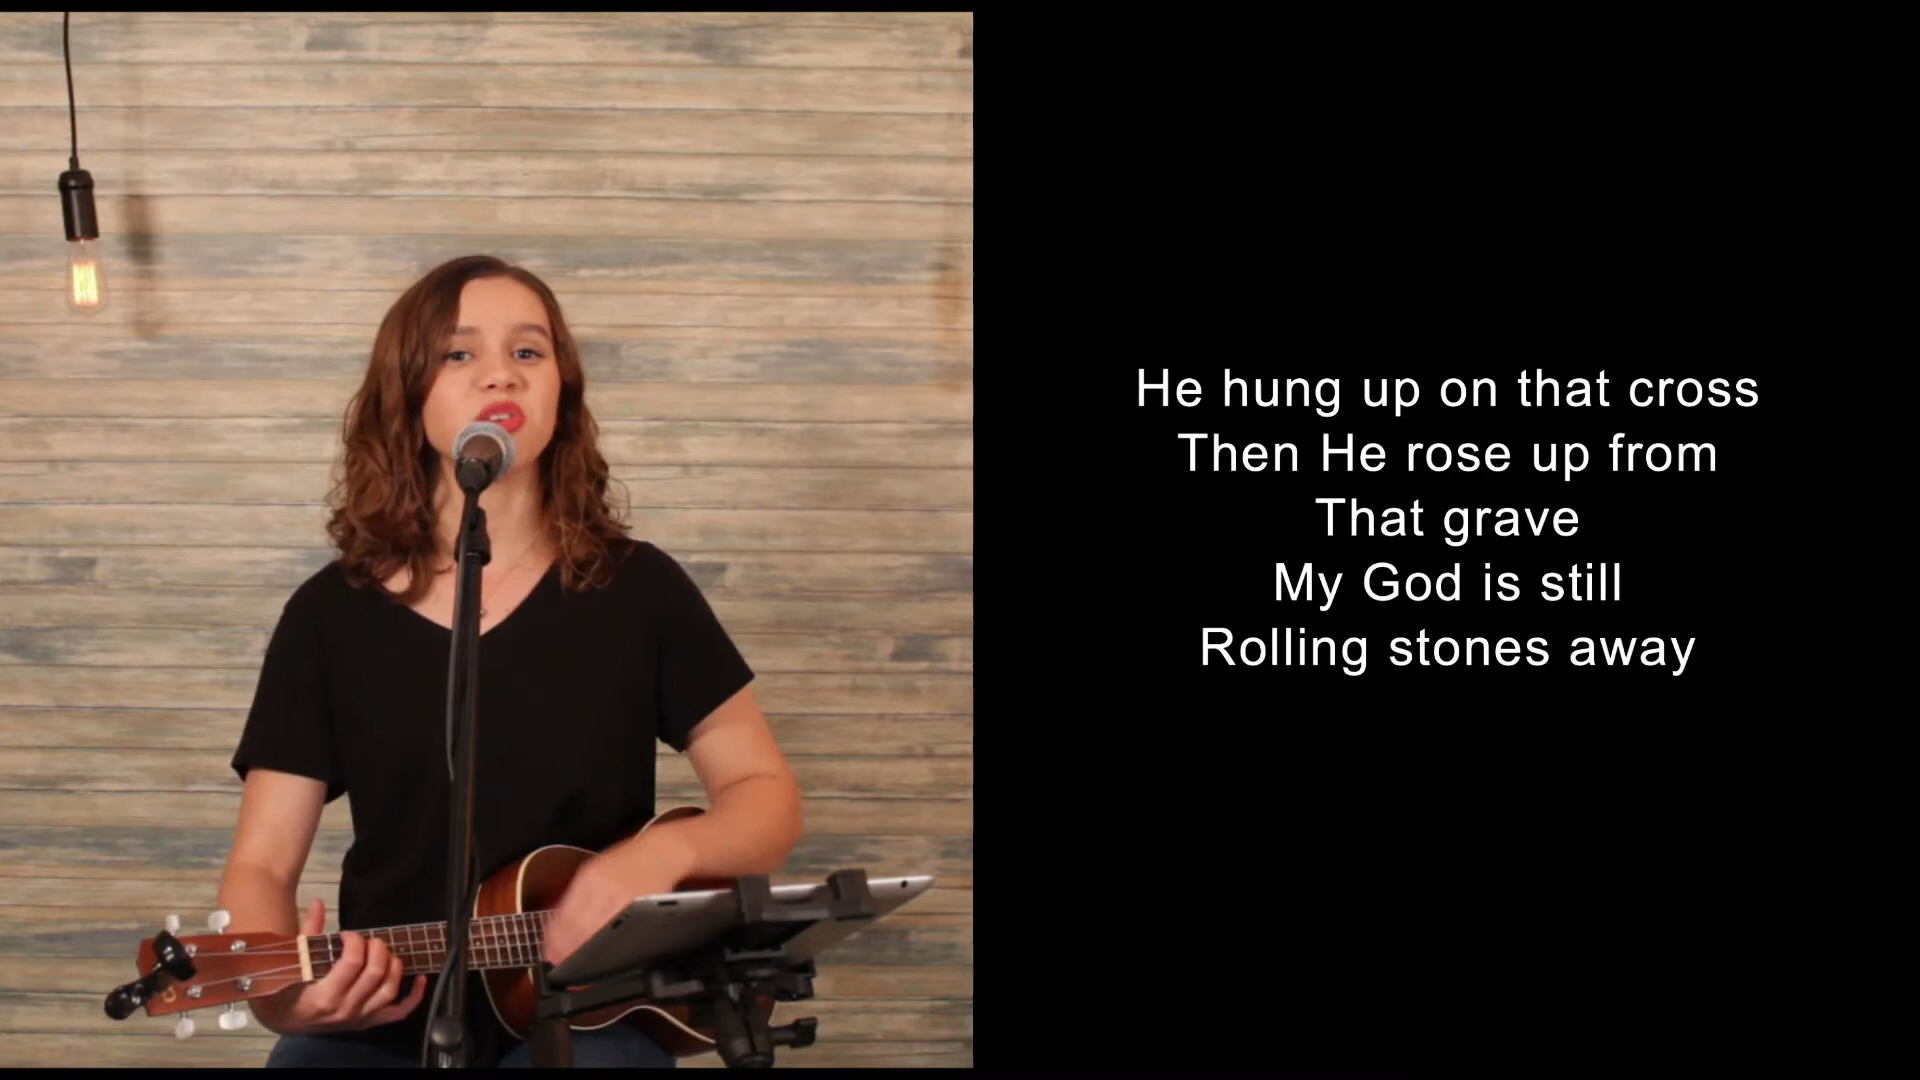 He hung up on that cross
Then He rose up from
That grave
My God is still
Rolling stones away